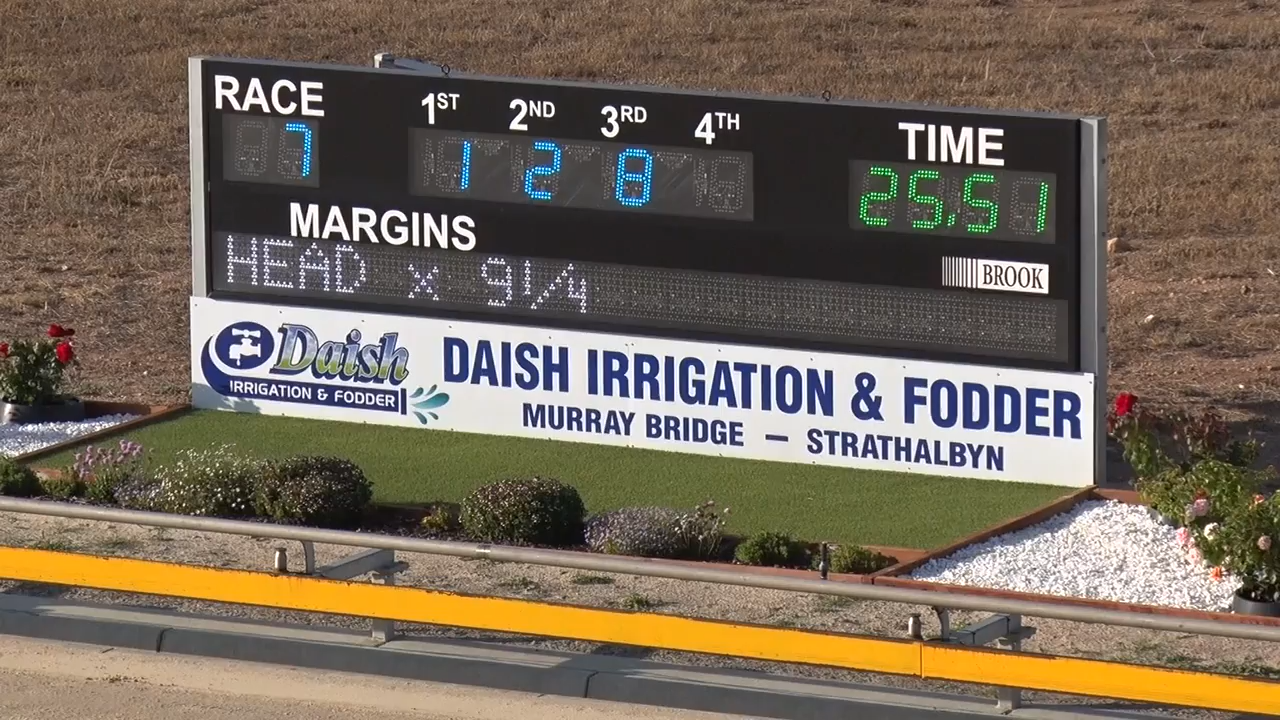 RACE 1ST 2ND 3RD 4TH TIME
7 1 2 8 25.51
MARGINS
HEAD x 9 1/4
BROOK
Daish
IRRIGATION & FODDER
DAISH IRRIGATION & FODDER
MURRAY BRIDGE – STRATHALBYN